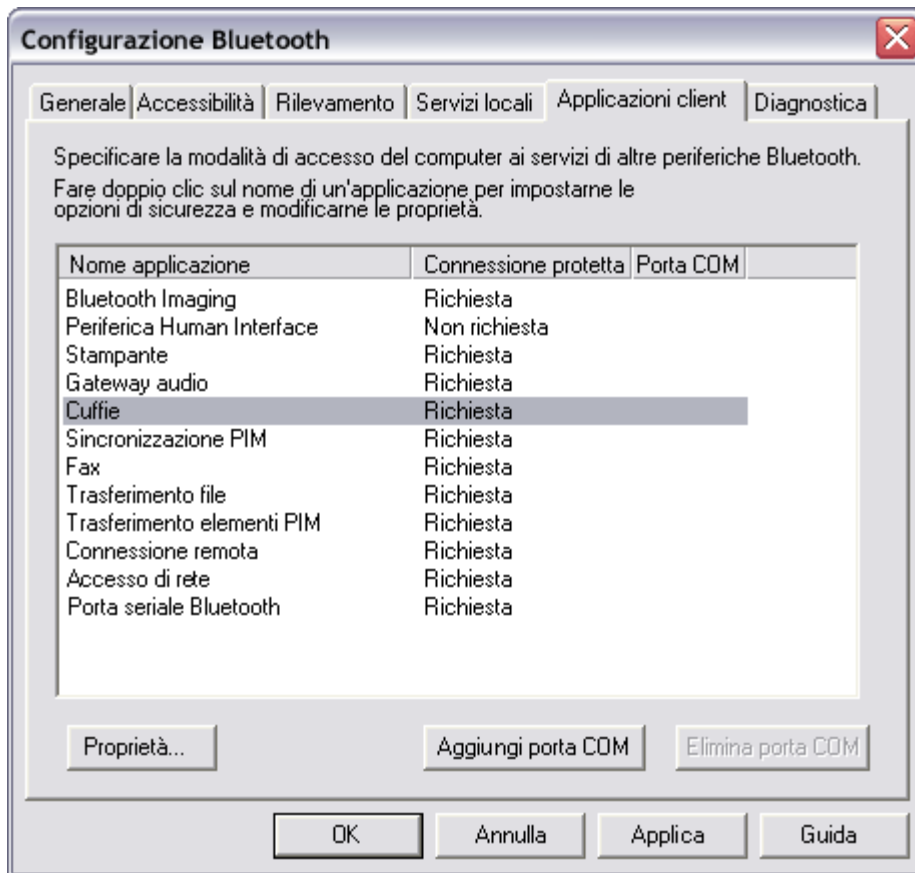 Configurazione Bluetooth
Generale Accessibilità Rilevamento Servizi locali Applicazioni client Diagnostica
Specificare la modalità di accesso del computer ai servizi di altre periferiche Bluetooth.
Fare doppio clic sul nome di un'applicazione per impostarne le
opzioni di sicurezza e modificarne le proprietà.
Nome applicazione Connessione protetta Porta COM
Bluetooth Imaging Richiesta
Periferica Human Interface Non richiesta
Stampante Richiesta
Gateway audio Richiesta
Cuffie Richiesta
Sincronizzazione PIM Richiesta
Fax Richiesta
Trasferimento file Richiesta
Trasferimento elementi PIM Richiesta
Connessione remota Richiesta
Accesso di rete Richiesta
Porta seriale Bluetooth Richiesta
Proprietà... Aggiungi porta COM Elimina porta COM
OK Annulla Applica Guida